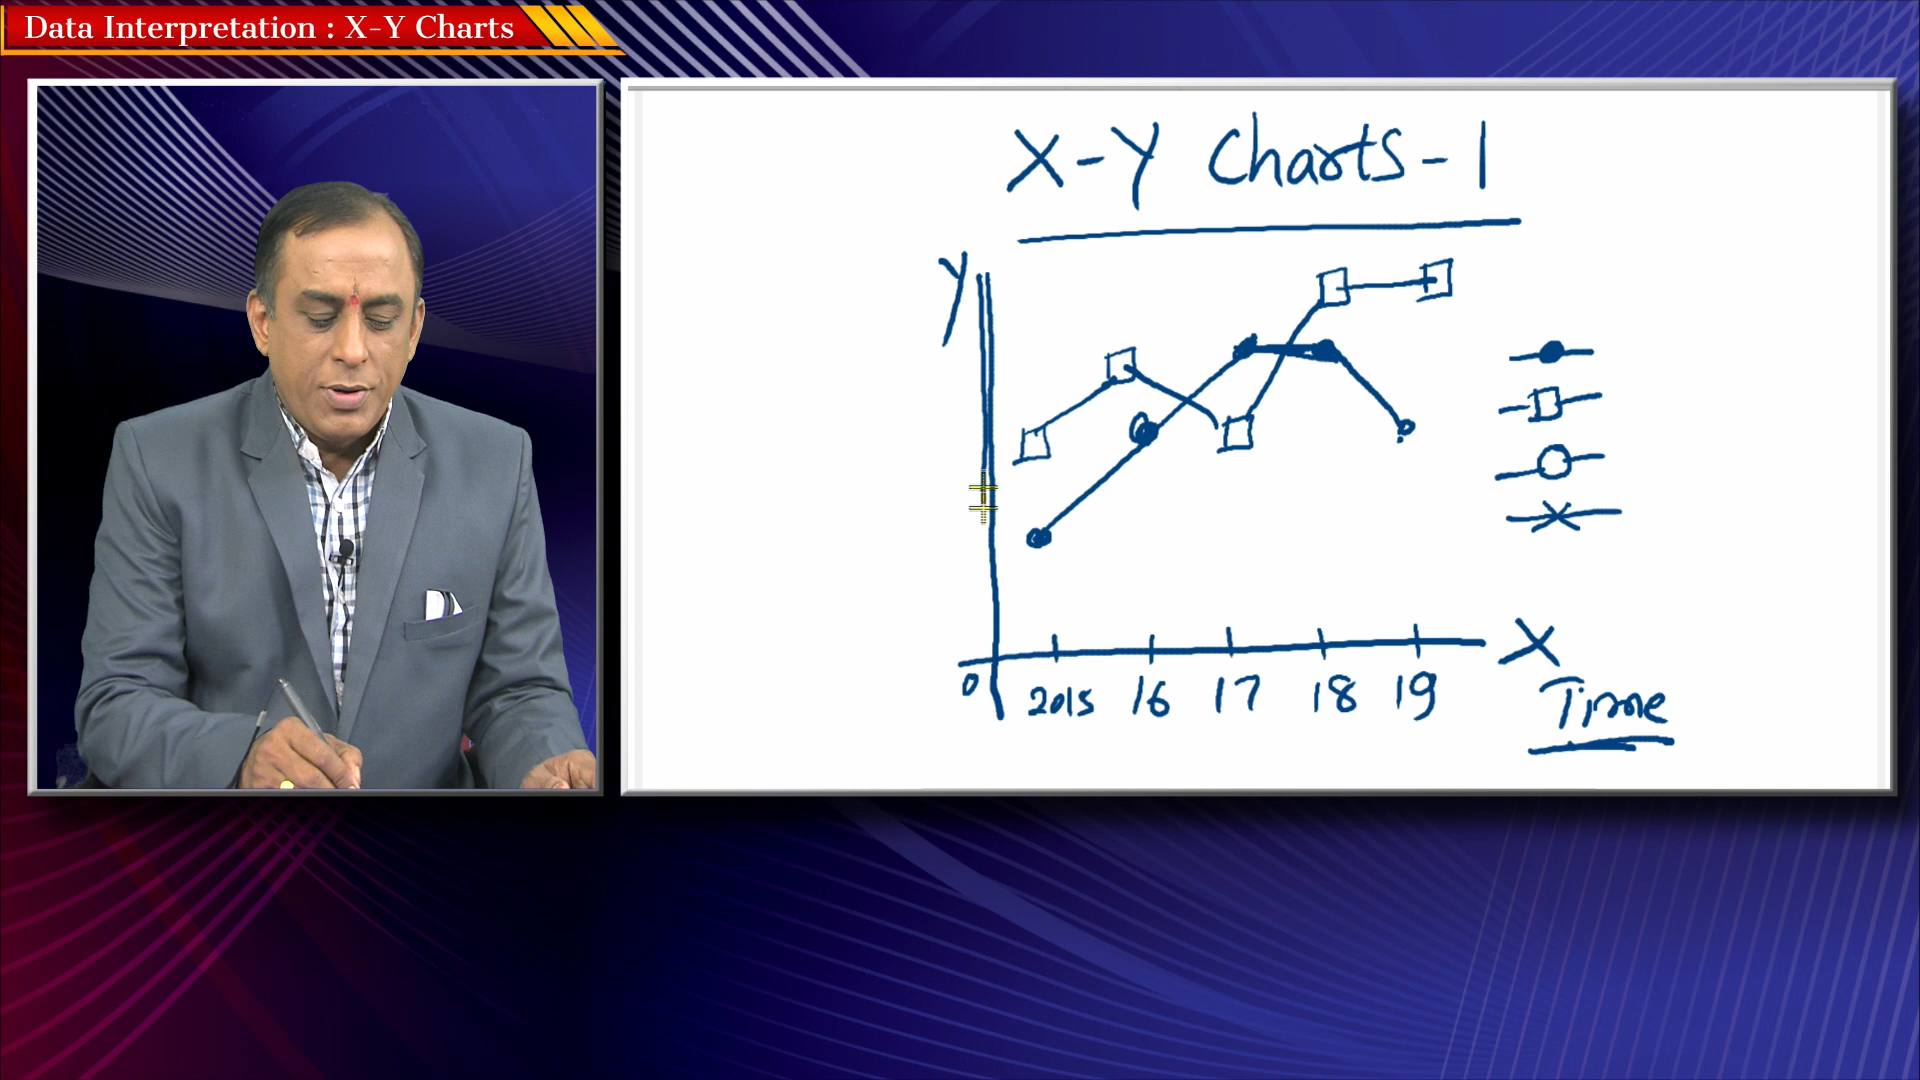 Data Interpretation : X-Y Charts
X-Y Charts-1
Y
0 2015 16 17 18 19
X
Time